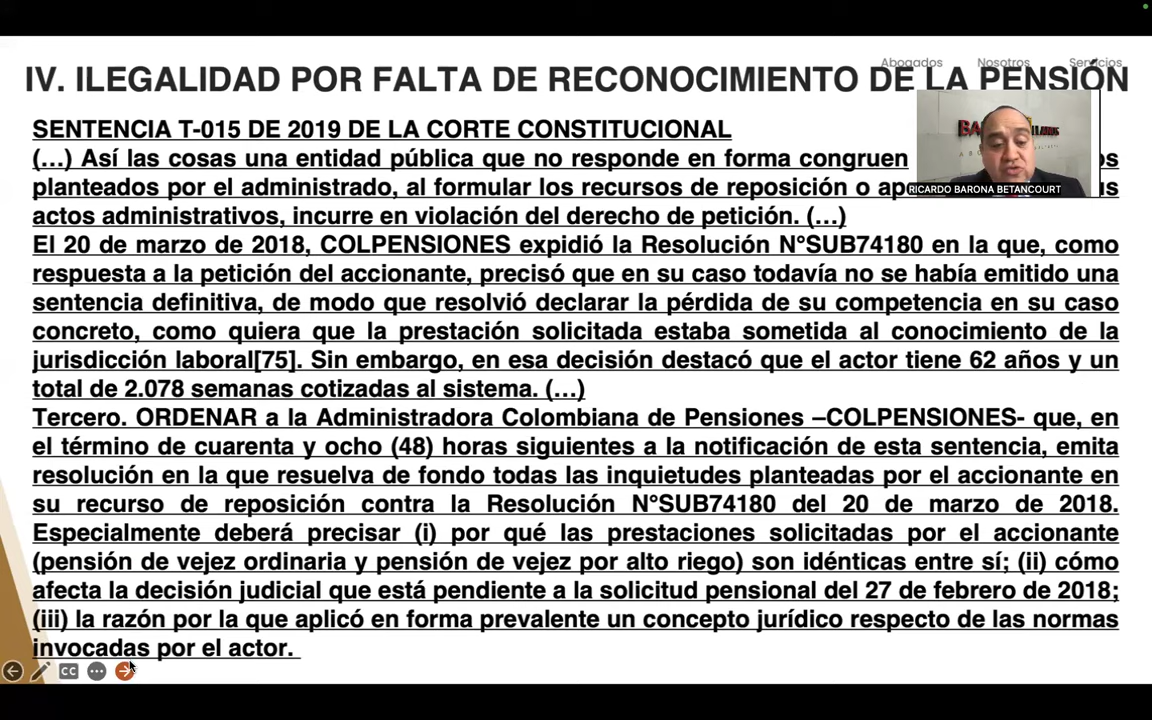 Abogados Nosotros Servicios
IV. ILEGALIDAD POR FALTA DE RECONOCIMIENTO DE LA PENSIÓN
SENTENCIA T-015 DE 2019 DE LA CORTE CONSTITUCIONAL
(…) Así las cosas una entidad pública que no responde en forma congruen os
planteados por el administrado, al formular los recursos de reposición o ape us
actos administrativos, incurre en violación del derecho de petición. (…)
RICARDO BARONA BETANCOURT
El 20 de marzo de 2018, COLPENSIONES expidió la Resolución N°SUB74180 en la que, como
respuesta a la petición del accionante, precisó que en su caso todavía no se había emitido una
sentencia definitiva, de modo que resolvió declarar la pérdida de su competencia en su caso
concreto, como quiera que la prestación solicitada estaba sometida al conocimiento de la
jurisdicción laboral[75]. Sin embargo, en esa decisión destacó que el actor tiene 62 años y un
total de 2.078 semanas cotizadas al sistema. (…)
Tercero. ORDENAR a la Administradora Colombiana de Pensiones –COLPENSIONES- que, en
el término de cuarenta y ocho (48) horas siguientes a la notificación de esta sentencia, emita
resolución en la que resuelva de fondo todas las inquietudes planteadas por el accionante en
su recurso de reposición contra la Resolución N°SUB74180 del 20 de marzo de 2018.
Especialmente deberá precisar (i) por qué las prestaciones solicitadas por el accionante
(pensión de vejez ordinaria y pensión de vejez por alto riego) son idénticas entre sí; (ii) cómo
afecta la decisión judicial que está pendiente a la solicitud pensional del 27 de febrero de 2018;
(iii) la razón por la que aplicó en forma prevalente un concepto jurídico respecto de las normas
invocadas por el actor.
CC